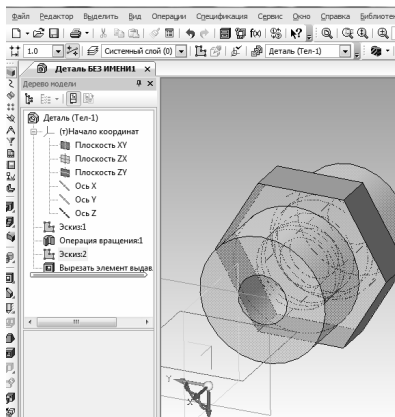 Файл Редактор Выделить Вид Операции Спецификация Сервис Окно Справка Библиоте
1.0 Системный слой (0) Деталь (Тел-1)
Деталь БЕЗ ИМЕНИ1
Дерево модели
Деталь (Тел-1)
(т)Начало координат
Плоскость XY
Плоскость ZX
Плоскость ZY
Ось X
Ось Y
Ось Z
Эскиз:1
Операция вращения:1
Эскиз:2
Вырезать элемент выдав
Y
X